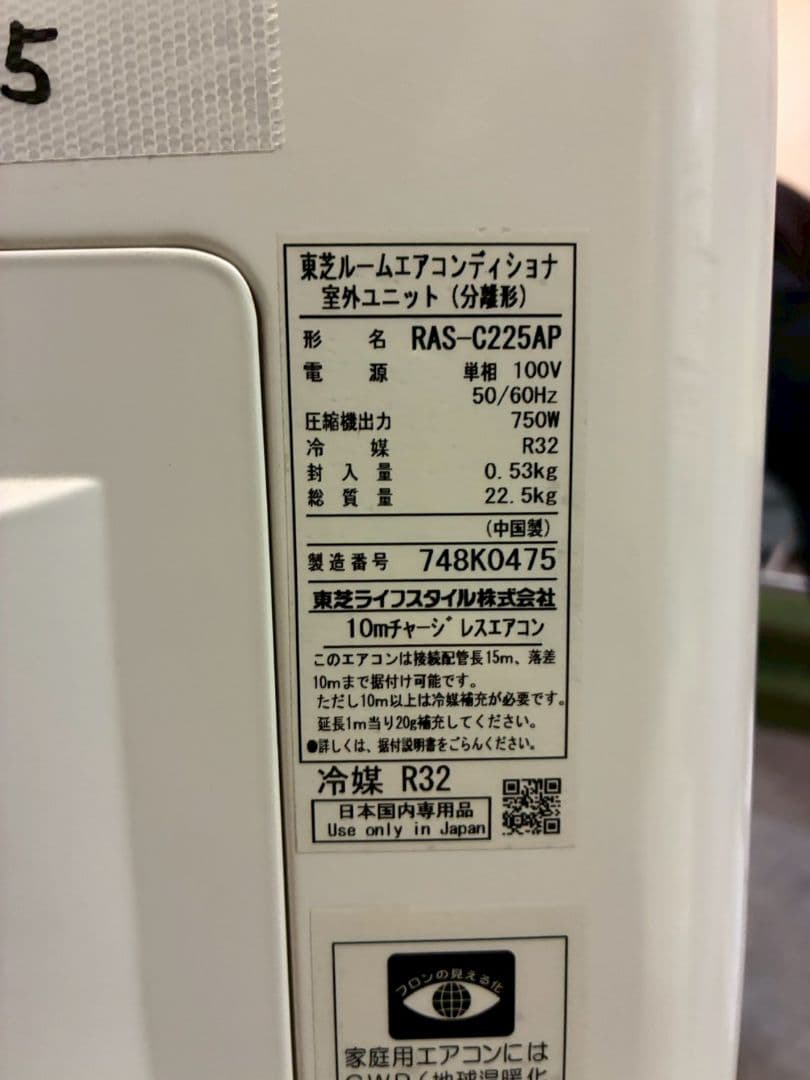 5
東芝ルームエアコンディショナ
室外ユニット(分離形)
形 名 RAS-C225AP
電 源 単相 100V
50/60Hz
圧縮機出力 750W
冷 媒 R32
封入量 0.53kg
総質量 22.5kg
(中国製)
製造番号 748K0475
東芝ライフスタイル株式会社
10mチャージレスエアコン
このエアコンは接続配管長15m、落差
10mまで据付け可能です。
ただし10m以上は冷媒補充が必要です。
延長1m当り20g補充してください。
●詳しくは、据付説明書をごらんください。
冷媒 R32
日本国内専用品
Use only in Japan
フロンの見える化
家庭用エアコンには
GWP(地球温暖化